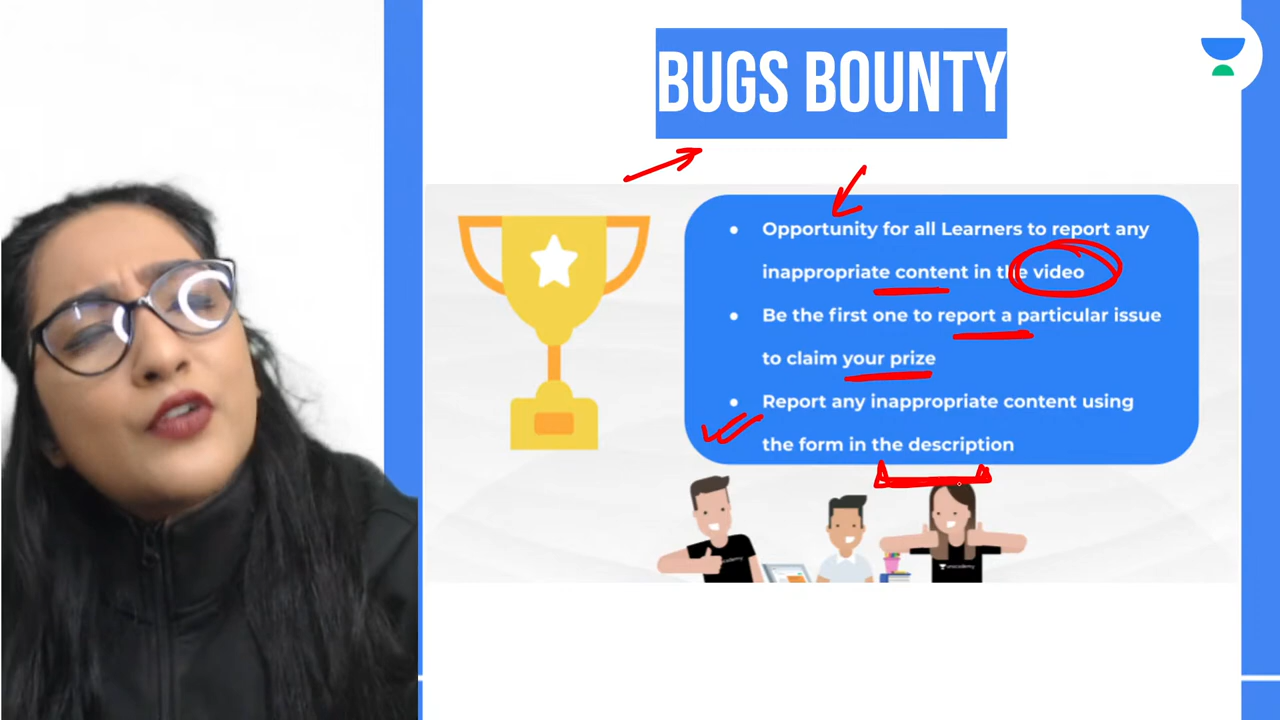 BUGS BOUNTY
• Opportunity for all Learners to report any
inappropriate content in the video
• Be the first one to report a particular issue
to claim your prize
• Report any inappropriate content using
the form in the description
unacademy